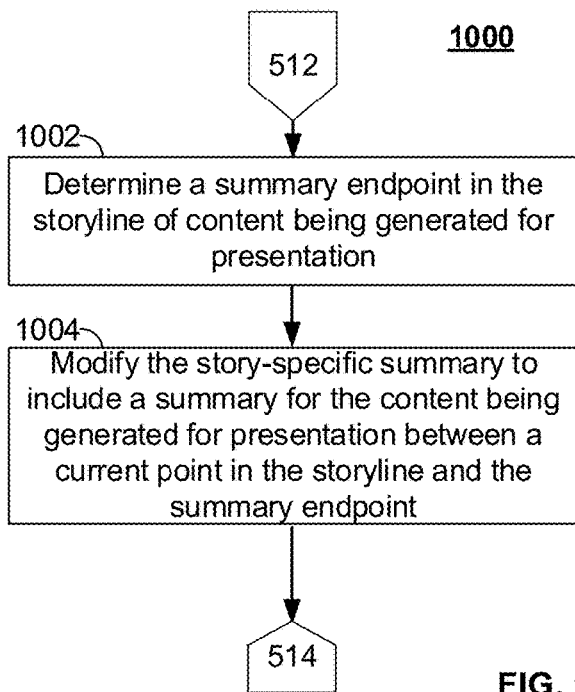 1000
512
1002
Determine a summary endpoint in the
storyline of content being generated for
presentation
1004
Modify the story-specific summary to
include a summary for the content being
generated for presentation between a
current point in the storyline and the
summary endpoint
514
FIG.